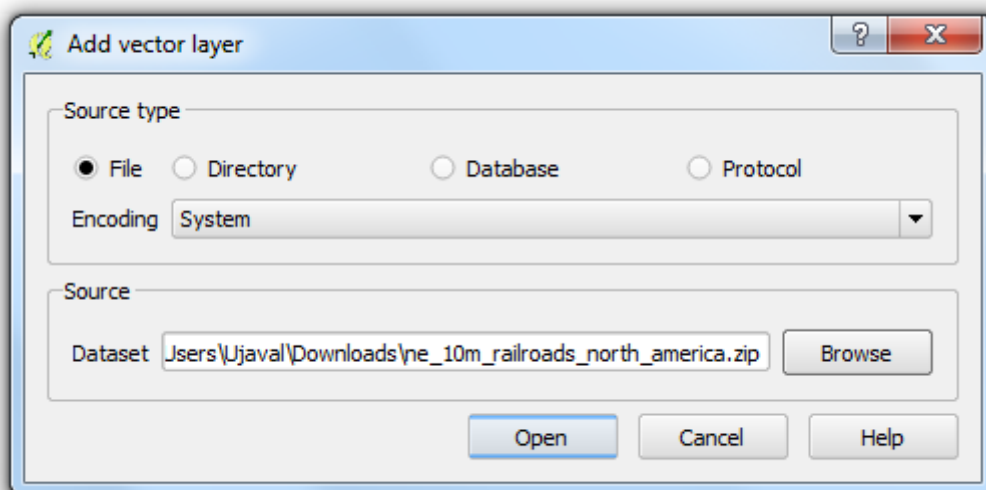 Add vector layer
Source type
File Directory Database Protocol
Encoding System
Source
Dataset Users\Ujaval\Downloads\ne_10m_railroads_north_america.zip Browse
Open Cancel Help